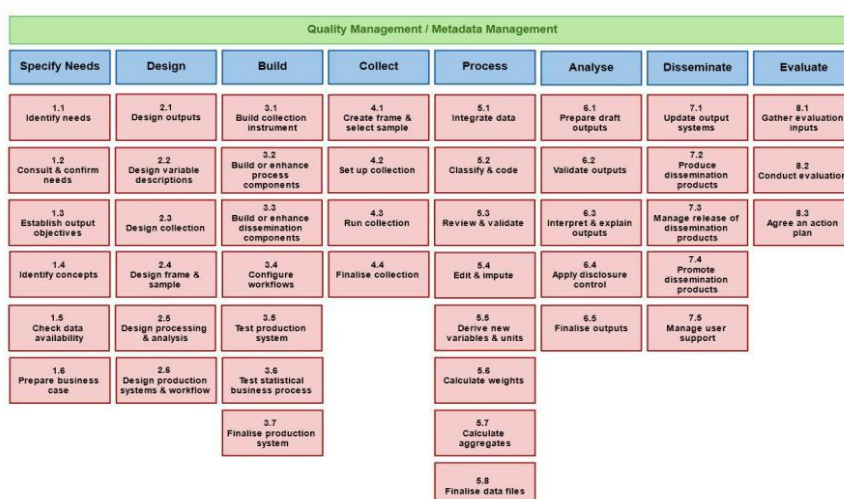 Quality Management / Metadata Management
Specify Needs
Design
Build
Collect
Process
Analyse
Disseminate
Evaluate
1.1
Identify needs
2.1
Design outputs
3.1
Build collection
instrument
4.1
Create frame &
select sample
5.1
Integrate data
6.1
Prepare draft
outputs
7.1
Update output
systems
8.1
Gather evaluation
inputs
1.2
Consult & confirm
needs
2.2
Design variable
descriptions
3.2
Build or enhance
process
components
4.2
Set up collection
5.2
Classify & code
6.2
Validate outputs
7.2
Produce
dissemination
products
8.2
Conduct evaluation
1.3
Establish output
objectives
2.3
Design collection
3.3
Build or enhance
dissemination
components
4.3
Run collection
5.3
Review & validate
6.3
Interpret & explain
outputs
7.3
Manage release of
dissemination
products
8.3
Agree an action
plan
1.4
Identify concepts
2.4
Design frame &
sample
3.4
Configure
workflows
4.4
Finalise collection
5.4
Edit & impute
6.4
Apply disclosure
control
7.4
Promote
dissemination
products
1.5
Check data
availability
2.5
Design processing
& analysis
3.5
Test production
system
5.5
Derive new
variables & units
6.5
Finalise outputs
7.5
Manage user
support
1.6
Prepare business
case
2.6
Design production
systems & workflow
3.6
Test statistical
business process
5.6
Calculate weights
3.7
Finalise production
system
5.7
Calculate
aggregates
5.8
Finalise data files